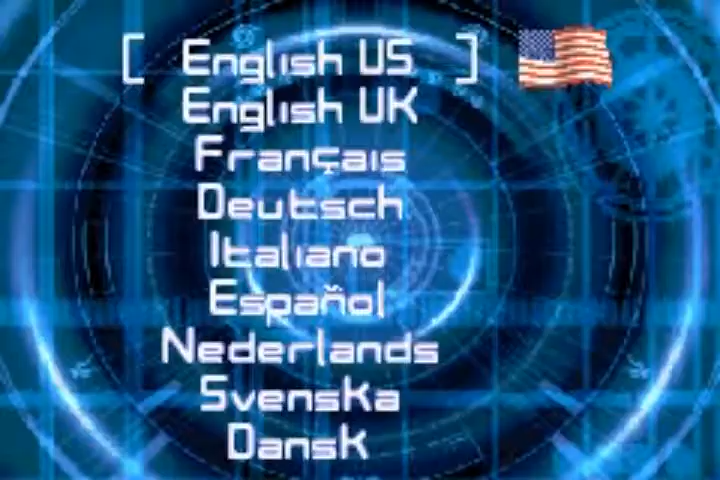 [ English US ]
English UK
Français
Deutsch
Italiano
Español
Nederlands
Svenska
Dansk